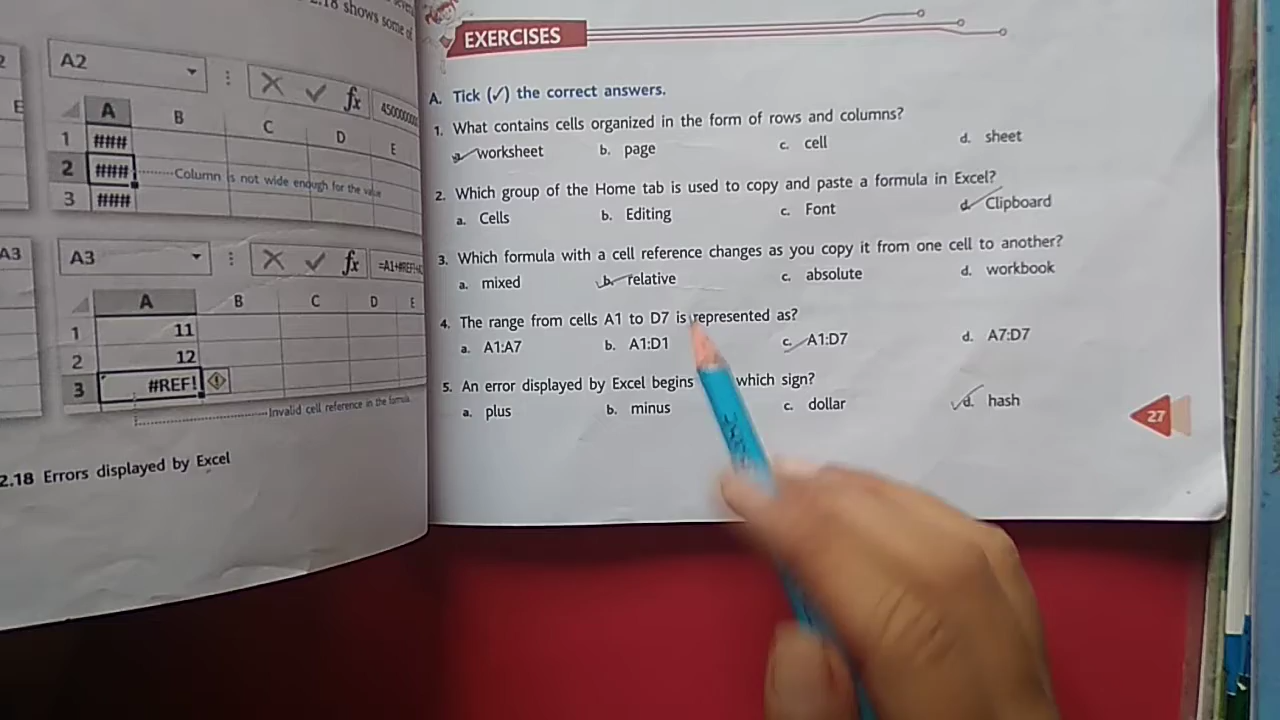 2.18 shows some of
A2
fx
A B C D E
1 ###
2 ### Column is not wide enough for the value
3 ###
A3
A3
fx
=A1+#REF!+
A B C D E
1 11
2 12
3 #REF!
Invalid cell reference in the formula
2.18 Errors displayed by Excel
EXERCISES
A. Tick (✓) the correct answers.
1. What contains cells organized in the form of rows and columns?
a. worksheet b. page c. cell d. sheet
2. Which group of the Home tab is used to copy and paste a formula in Excel?
a. Cells b. Editing c. Font d. Clipboard
3. Which formula with a cell reference changes as you copy it from one cell to another?
a. mixed b. relative c. absolute d. workbook
4. The range from cells A1 to D7 is represented as?
a. A1:A7 b. A1:D1 c. A1:D7 d. A7:D7
5. An error displayed by Excel begins which sign?
a. plus b. minus c. dollar d. hash
27